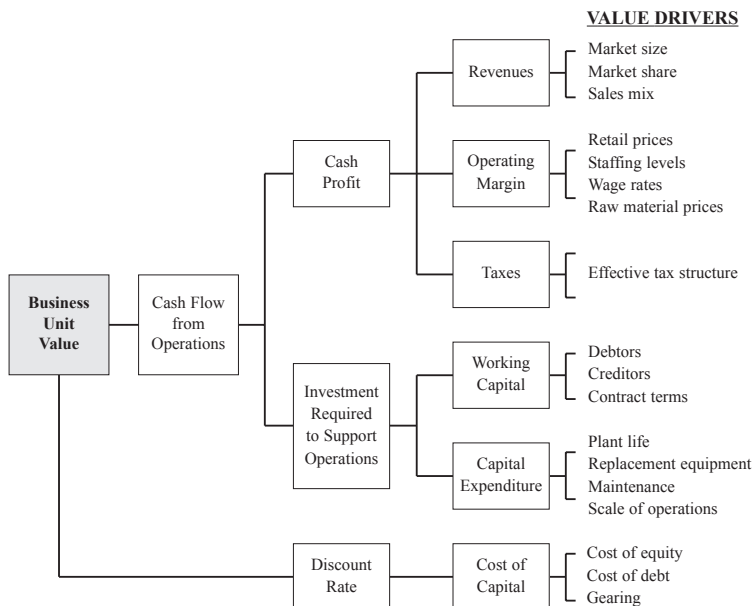 VALUE DRIVERS
Revenues
Market size
Market share
Sales mix
Cash
Profit
Operating
Margin
Retail prices
Staffing levels
Wage rates
Raw material prices
Taxes
Effective tax structure
Business
Unit
Value
Cash Flow
from
Operations
Investment
Required
to Support
Operations
Working
Capital
Debtors
Creditors
Contract terms
Capital
Expenditure
Plant life
Replacement equipment
Maintenance
Scale of operations
Discount
Rate
Cost of
Capital
Cost of equity
Cost of debt
Gearing